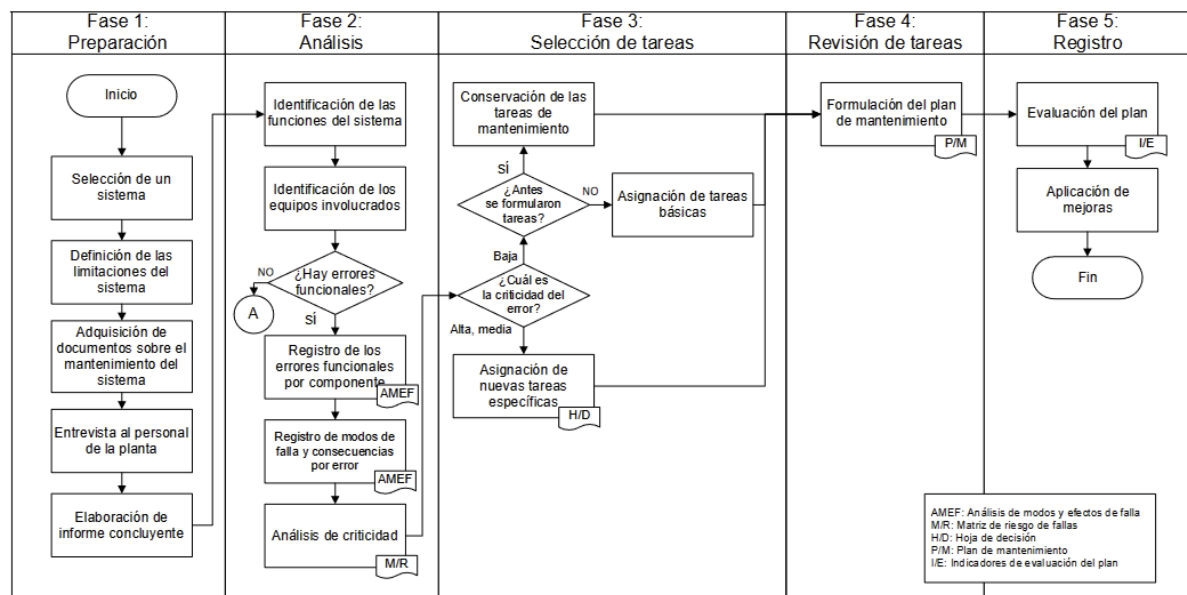 Fase 1:
Preparación
Fase 2:
Análisis
Fase 3:
Selección de tareas
Fase 4:
Revisión de tareas
Fase 5:
Registro
Inicio
Selección de un
sistema
Definición de las
limitaciones del
sistema
Adquisición de
documentos sobre el
mantenimiento del
sistema
Entrevista al personal
de la planta
Elaboración de
informe concluyente
Identificación de las
funciones del sistema
Identificación de los
equipos involucrados
¿Hay errores
funcionales?
NO
A
sí
Registro de los
errores funcionales
por componente
AMEF
Registro de modos de
falla y consecuencias
por error
AMEF
Análisis de criticidad
M/R
Conservación de las
tareas de
mantenimiento
sí
¿Antes
se formularon
tareas?
NO
Asignación de tareas
básicas
Baja
¿Cuál es
la criticidad del
error?
Alta, media
Asignación de
nuevas tareas
específicas
H/D
Formulación del plan
de mantenimiento
P/M
Evaluación del plan
I/E
Aplicación de
mejoras
Fin
AMEF: Análisis de modos y efectos de falla
M/R: Matriz de riesgo de fallas
H/D: Hoja de decisión
P/M: Plan de mantenimiento
I/E: Indicadores de evaluación del plan